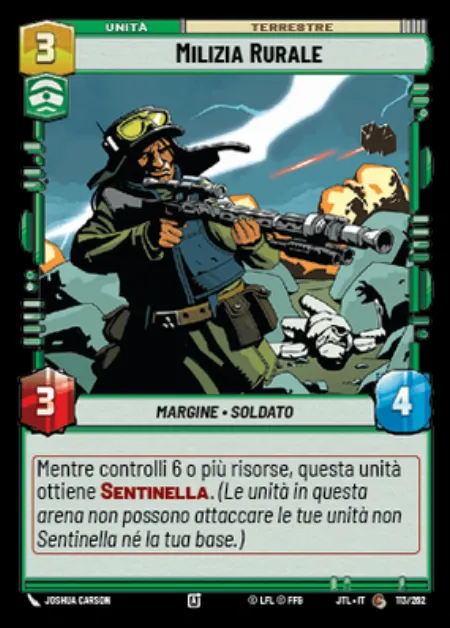 UNITÀ TERRESTRE
3 MILIZIA RURALE
3 MARGINE • SOLDATO 4
Mentre controlli 6 o più risorse, questa unità
ottiene SENTINELLA. (Le unità in questa
arena non possono attaccare le tue unità non
Sentinella né la tua base.)
JOSHUA CARSON © LFL © FFG JTL • IT C 113/262